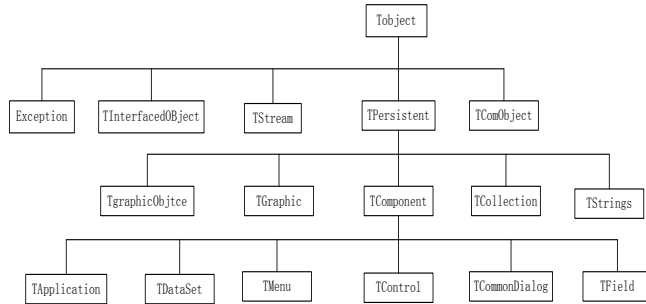 Tobject
Exception
TInterfacedOBject
TStream
TPersistent
TComObject
TgraphicObjtce
TGraphic
TComponent
TCollection
TStrings
TApplication
TDataSet
TMenu
TControl
TCommonDialog
TField